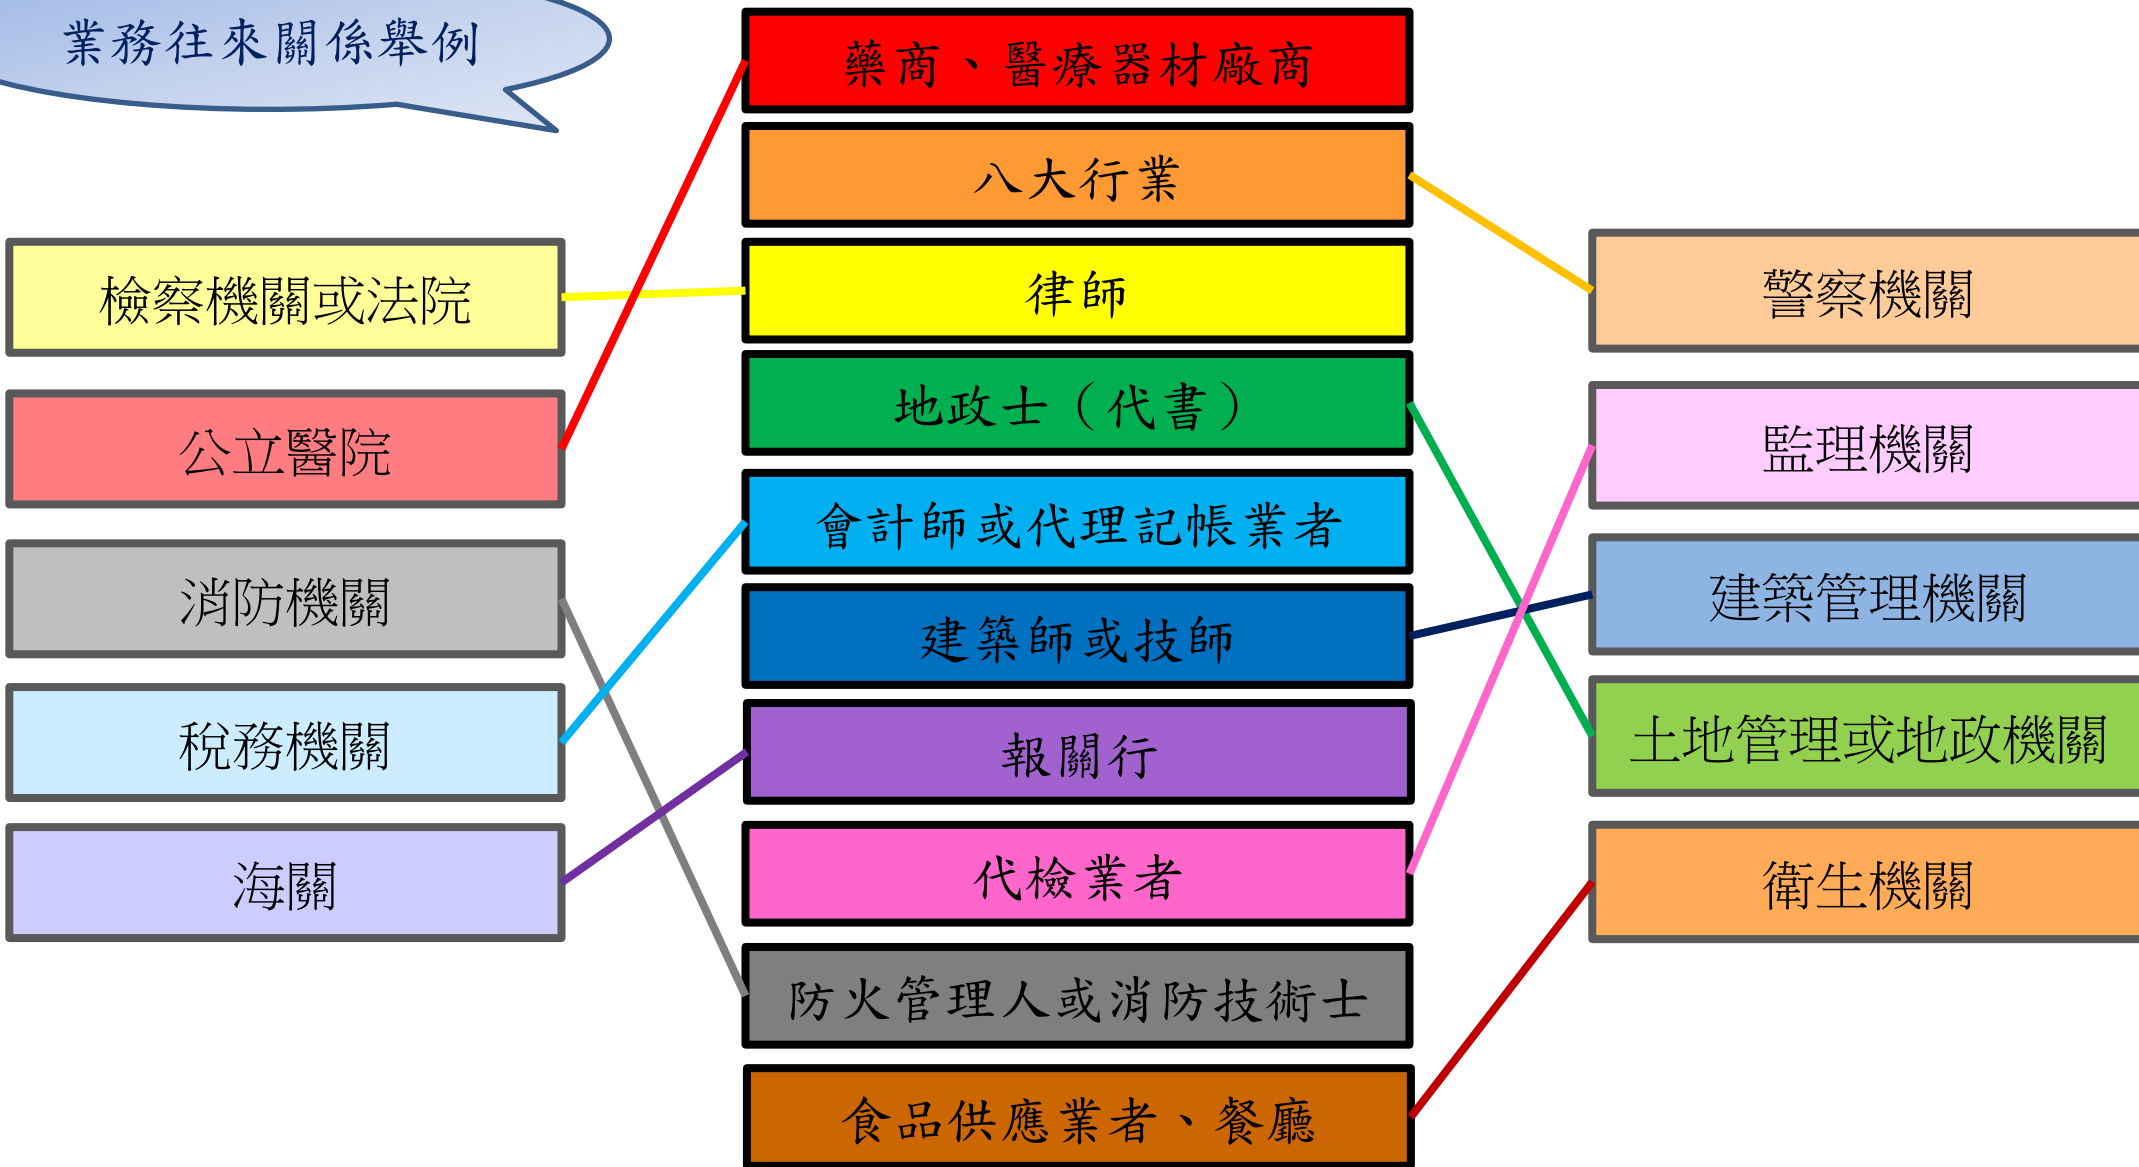 業務往來關係舉例
檢察機關或法院
公立醫院
消防機關
稅務機關
海關
藥商、醫療器材廠商
八大行業
律師
地政士（代書）
會計師或代理記帳業者
建築師或技師
報關行
代檢業者
防火管理人或消防技術士
食品供應業者、餐廳
警察機關
監理機關
建築管理機關
土地管理或地政機關
衛生機關